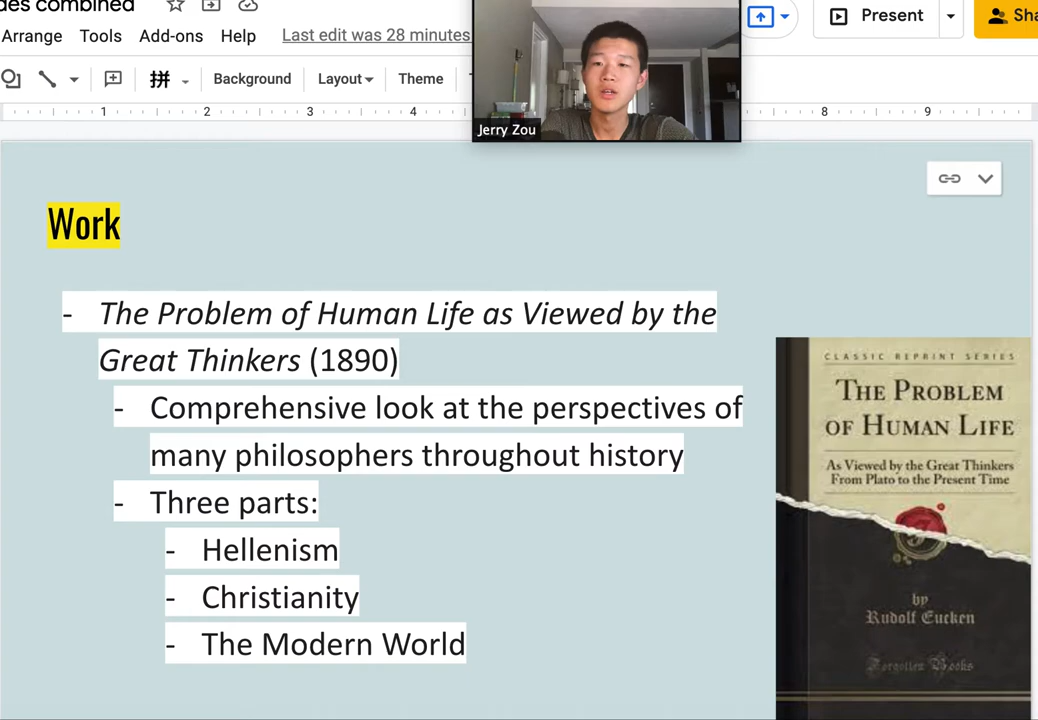 des combined
Arrange Tools Add-ons Help Last edit was 28 minutes
Present
Sha
拼 Background Layout Theme
1 2 3 4 8 9
Jerry Zou
Work
- The Problem of Human Life as Viewed by the
Great Thinkers (1890)
- Comprehensive look at the perspectives of
many philosophers throughout history
- Three parts:
- Hellenism
- Christianity
- The Modern World
CLASSIC REPRINT SERIES
THE PROBLEM
OF HUMAN LIFE
As Viewed by the Great Thinkers
From Plato to the Present Time
by
Rudolf Eucken
Forgotten Books